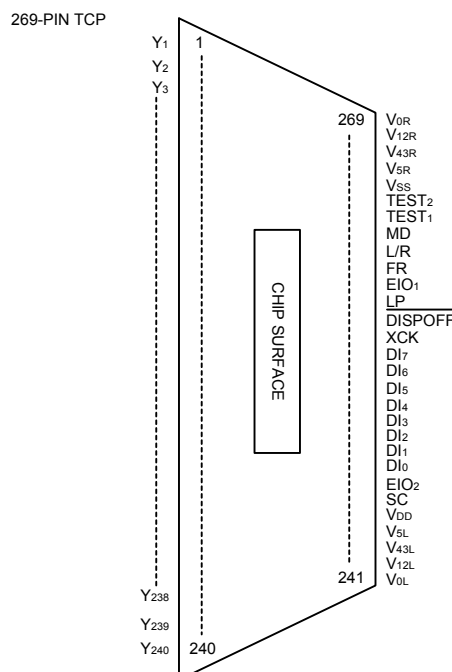 269-PIN TCP
Y1
Y2
Y3
Y238
Y239
Y240
1
240
CHIP SURFACE
269
241
V0R
V12R
V43R
V5R
VSS
TEST2
TEST1
MD
L/R
FR
EIO1
LP
DISPOFF
XCK
DI7
DI6
DI5
DI4
DI3
DI2
DI1
DI0
EIO2
SC
VDD
V5L
V43L
V12L
V0L